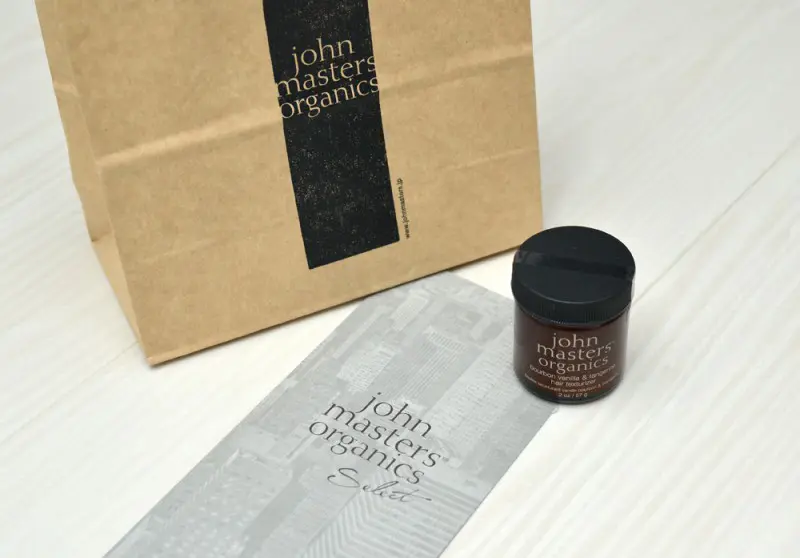 john
masters
organics
www.johnmasters.jp
john
masters
organics
bourbon vanilla & tangerine
hair texturizer
2 oz / 57 g
john
masters
organics
Select